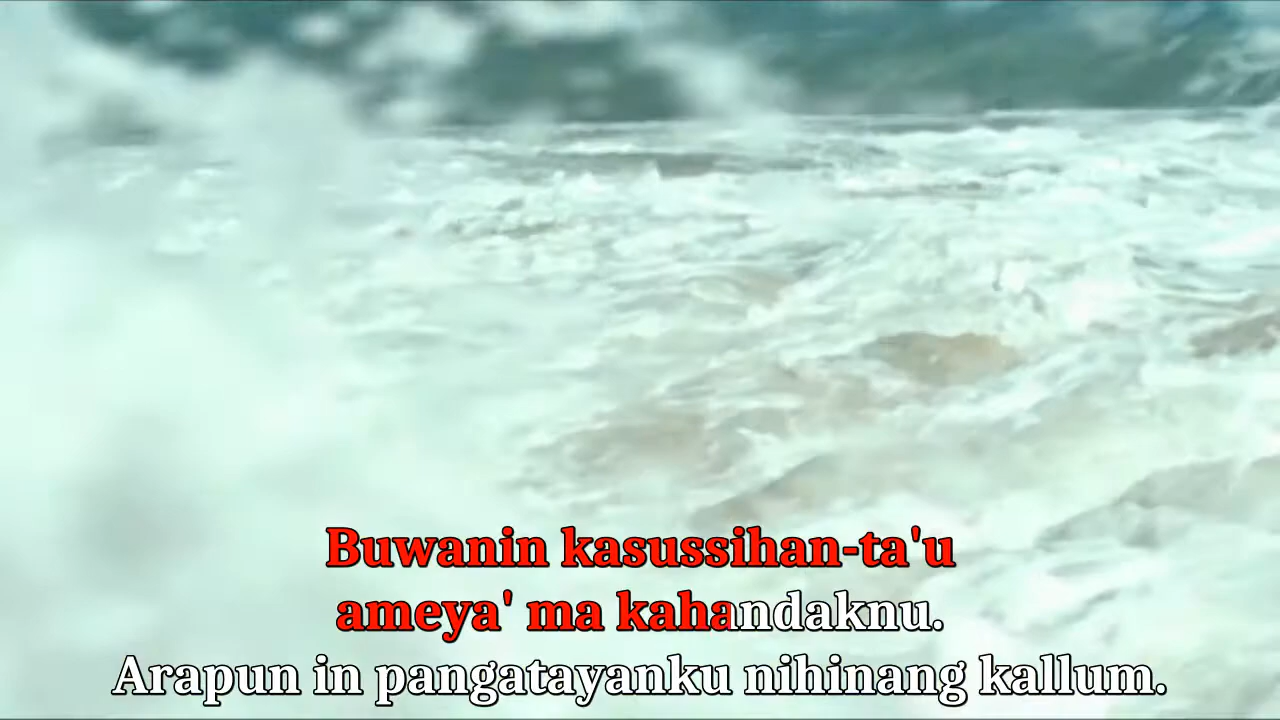 Buwanin kasussihan-ta'u
ameya' ma kahandaknu.
Arapun in pangatayanku nihinang kallum.